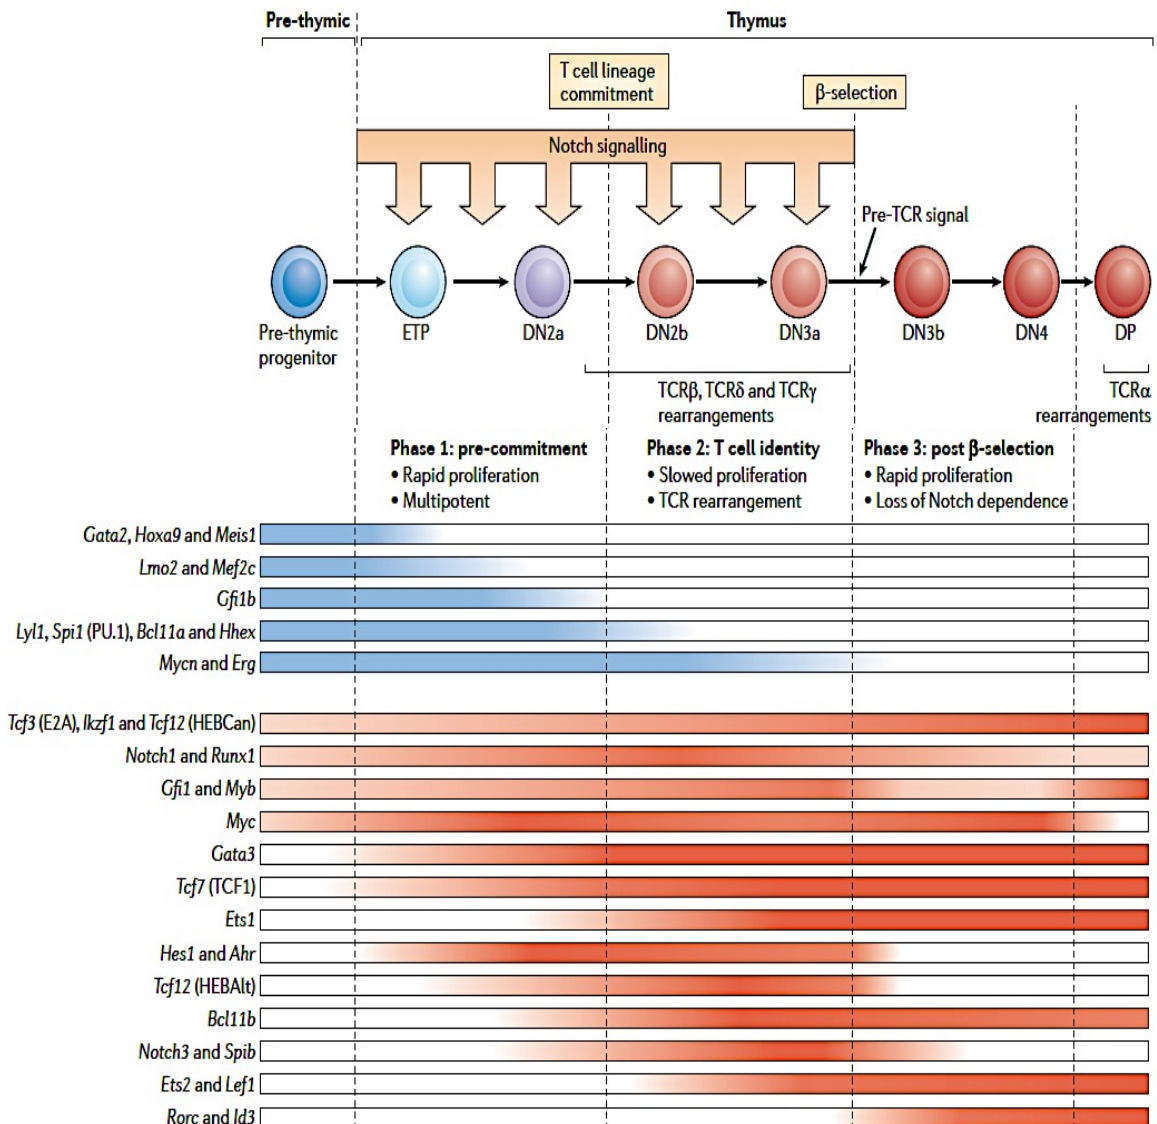 Pre-thymic
Thymus
T cell lineage
commitment
β-selection
Notch signalling
Pre-TCR signal
Pre-thymic
progenitor
ETP
DN2a
DN2b
DN3a
DN3b
DN4
DP
TCRβ, TCRδ and TCRγ
rearrangements
TCRα
rearrangements
Phase 1: pre-commitment
• Rapid proliferation
• Multipotent
Phase 2: T cell identity
• Slowed proliferation
• TCR rearrangement
Phase 3: post β-selection
• Rapid proliferation
• Loss of Notch dependence
Gata2, Hoxa9 and Meis1
Lmo2 and Mef2c
Gfi1b
Lyl1, Spi1 (PU.1), Bcl11a and Hhex
Mycn and Erg
Tcf3 (E2A), Ikzf1 and Tcf12 (HEBCan)
Notch1 and Runx1
Gfi1 and Myb
Myc
Gata3
Tcf7 (TCF1)
Ets1
Hes1 and Ahr
Tcf12 (HEBAlt)
Bcl11b
Notch3 and Spib
Ets2 and Lef1
Rorc and Id3